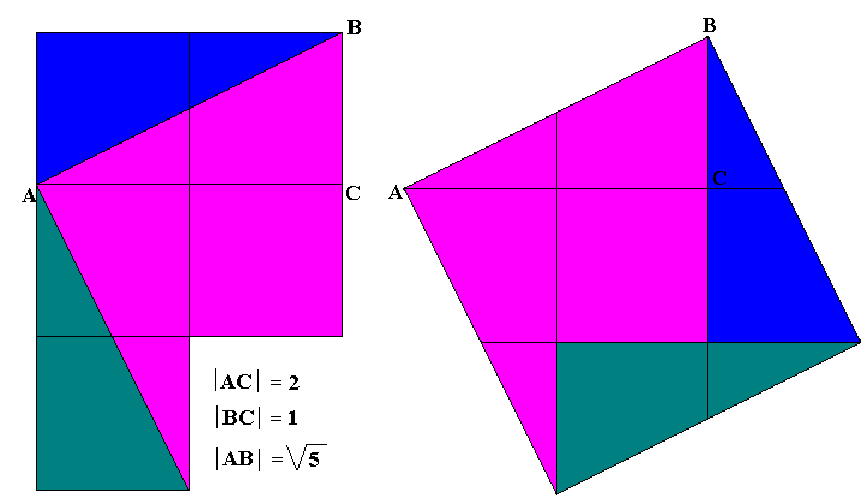 B
A
C
|AC| = 2
|BC| = 1
|AB| = √5
B
A
C